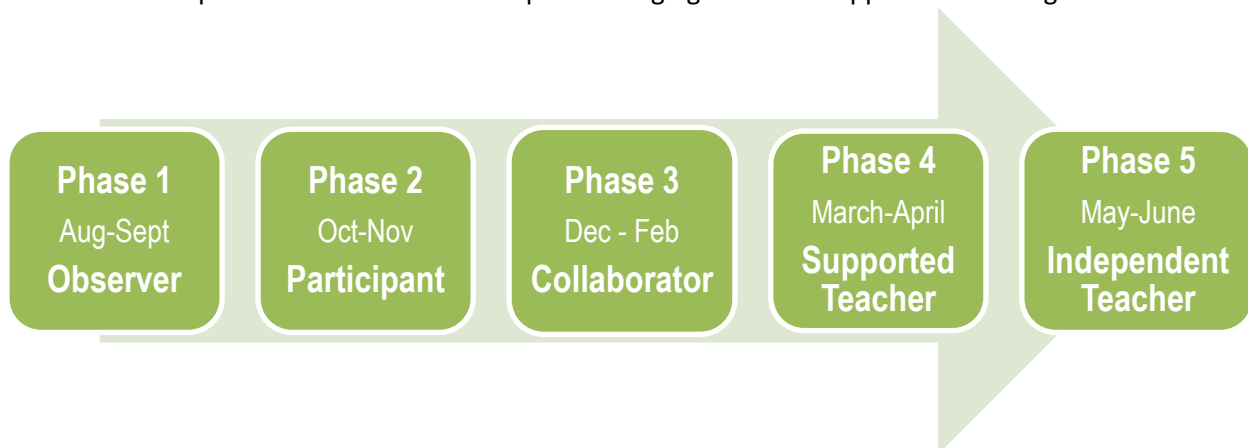 Phase 1
Aug-Sept
Observer
Phase 2
Oct-Nov
Participant
Phase 3
Dec - Feb
Collaborator
Phase 4
March-April
Supported
Teacher
Phase 5
May-June
Independent
Teacher